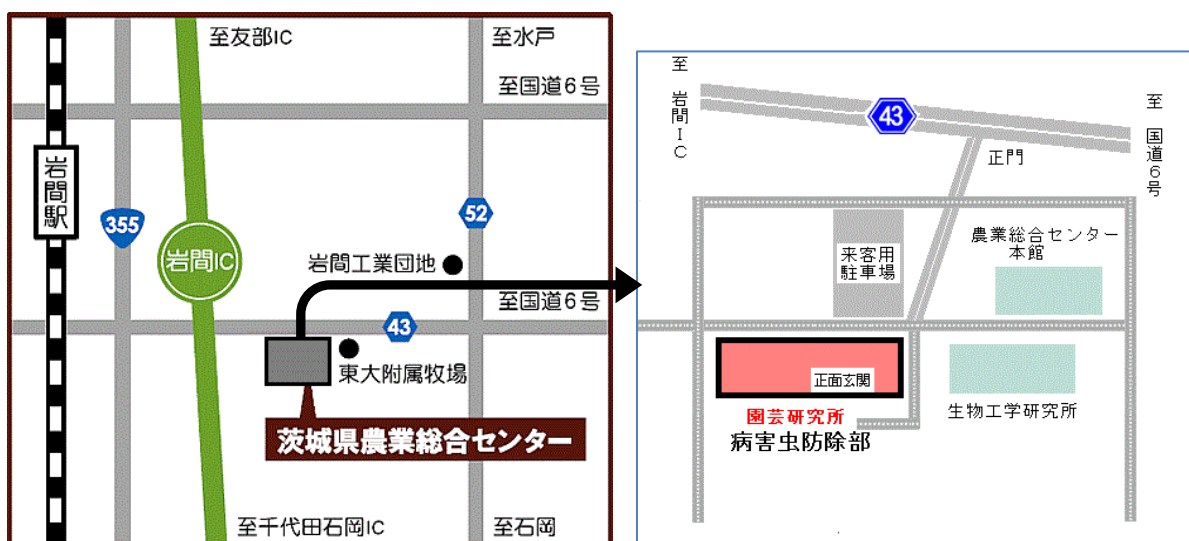 至友部IC
至水戸
至国道6号
岩間駅
355
52
岩間IC
岩間工業団地
至国道6号
43
東大附属牧場
茨城県農業総合センター
至千代田石岡IC
至石岡
至 岩間IC
43
至 国道6号
正門
来客用
駐車場
農業総合センター
本館
正面玄関
園芸研究所
病害虫防除部
生物工学研究所